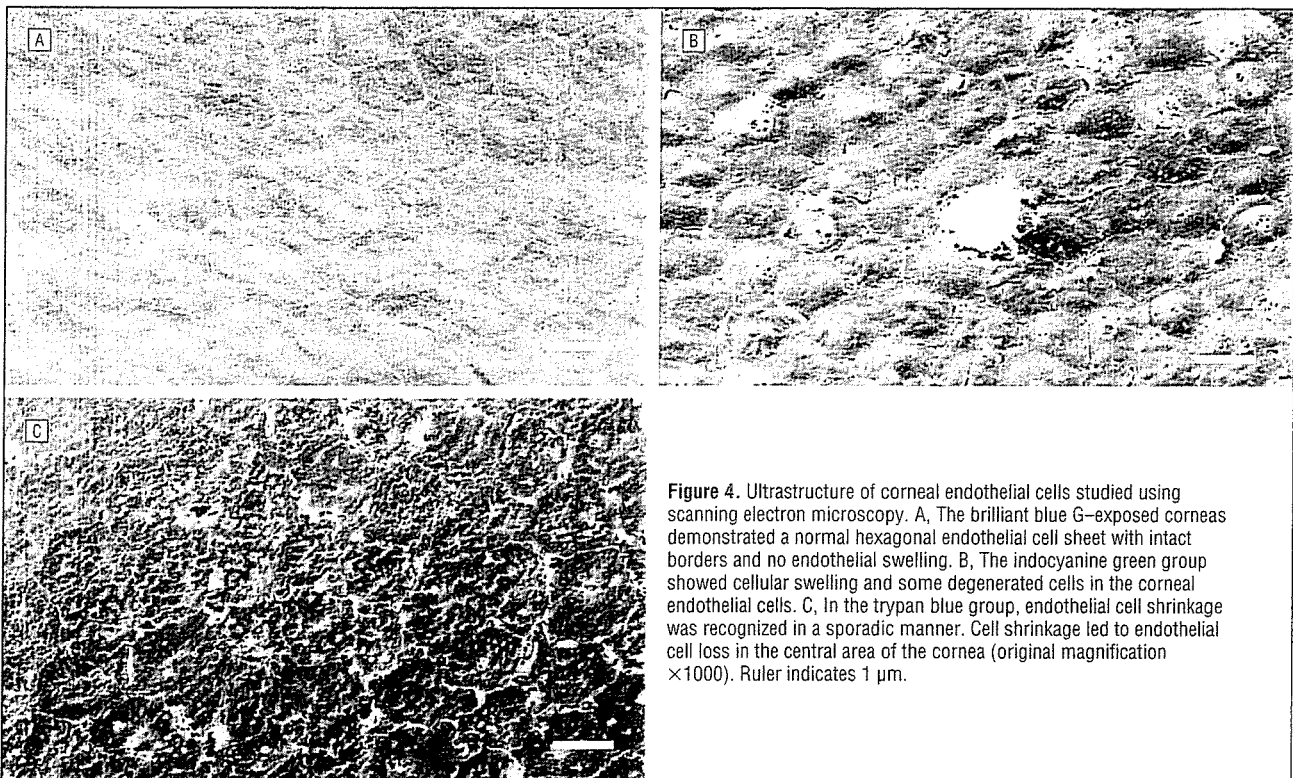 A
B
C
Figure 4. Ultrastructure of corneal endothelial cells studied using
scanning electron microscopy. A, The brilliant blue G–exposed corneas
demonstrated a normal hexagonal endothelial cell sheet with intact
borders and no endothelial swelling. B, The indocyanine green group
showed cellular swelling and some degenerated cells in the corneal
endothelial cells. C, In the trypan blue group, endothelial cell shrinkage
was recognized in a sporadic manner. Cell shrinkage led to endothelial
cell loss in the central area of the cornea (original magnification
×1000). Ruler indicates 1 μm.